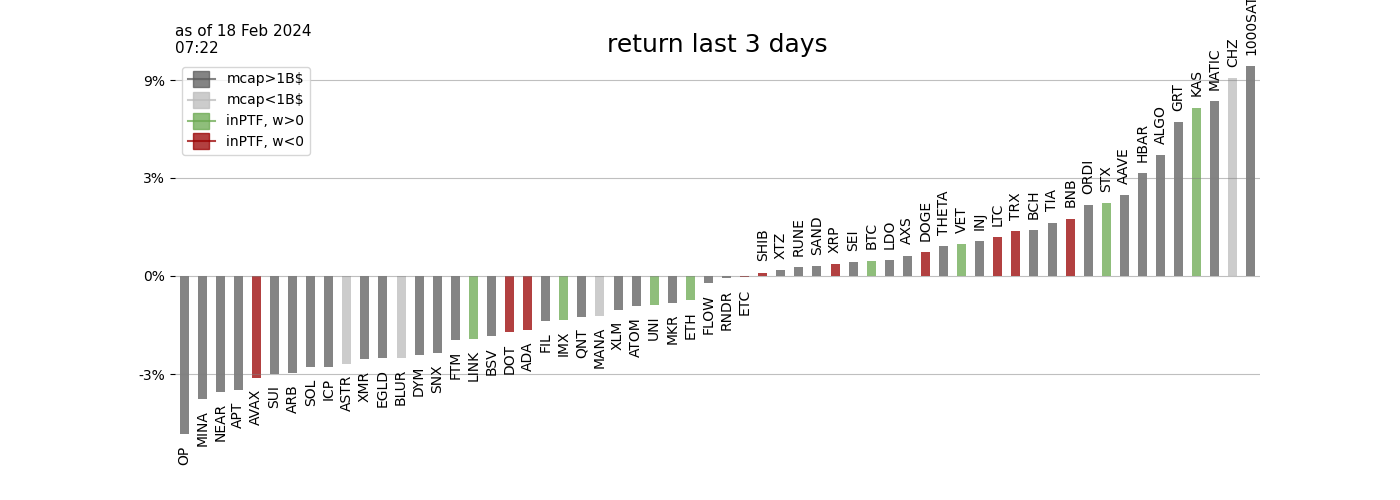 as of 18 Feb 2024
07:22
return last 3 days
mcap>1B$
mcap<1B$
inPTF, w>0
inPTF, w<0
9%
3%
0%
-3%
OP
MINA
NEAR
APT
AVAX
SUI
ARB
SOL
ICP
ASTR
XMR
EGLD
BLUR
DYM
SNX
FTM
LINK
BSV
DOT
ADA
FIL
IMX
QNT
MANA
XLM
ATOM
UNI
MKR
ETH
FLOW
RNDR
ETC
SHIB
XTZ
RUNE
SAND
XRP
SEI
BTC
LDO
AXS
DOGE
THETA
VET
INJ
LTC
TRX
BCH
TIA
BNB
ORDI
STX
AAVE
HBAR
ALGO
GRT
KAS
MATIC
CHZ
1000SAT